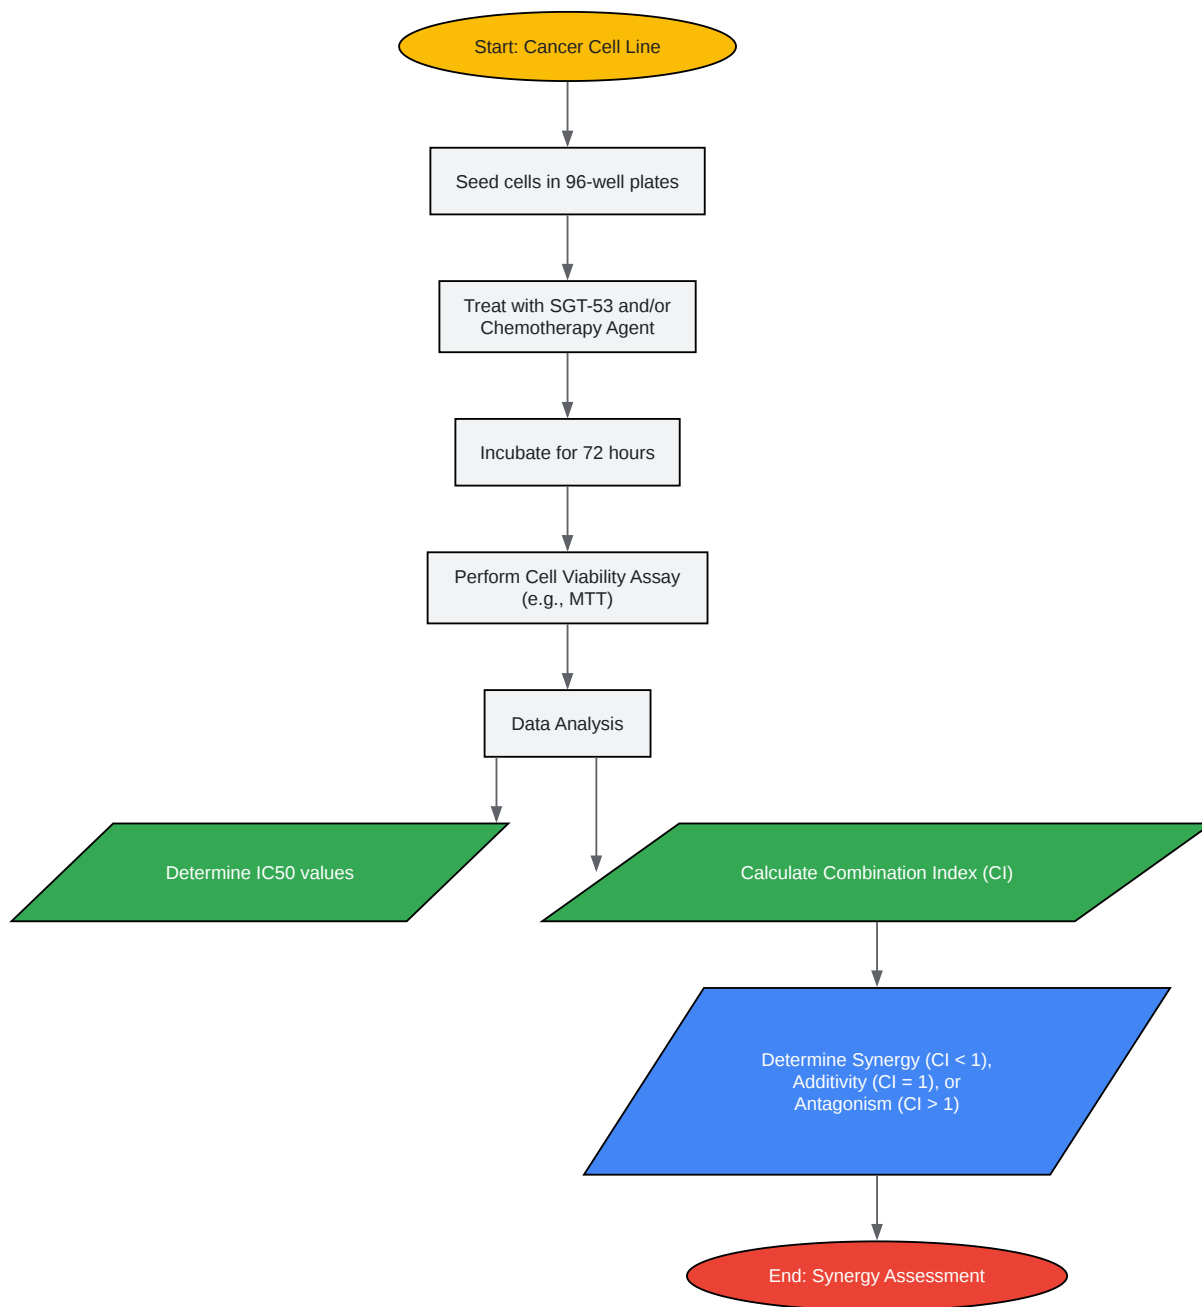 Start: Cancer Cell Line
Seed cells in 96-well plates
Treat with SGT-53 and/or
Chemotherapy Agent
Incubate for 72 hours
Perform Cell Viability Assay
(e.g., MTT)
Data Analysis
Determine IC50 values
Calculate Combination Index (CI)
Determine Synergy (CI < 1),
Additivity (CI = 1), or
Antagonism (CI > 1)
End: Synergy Assessment